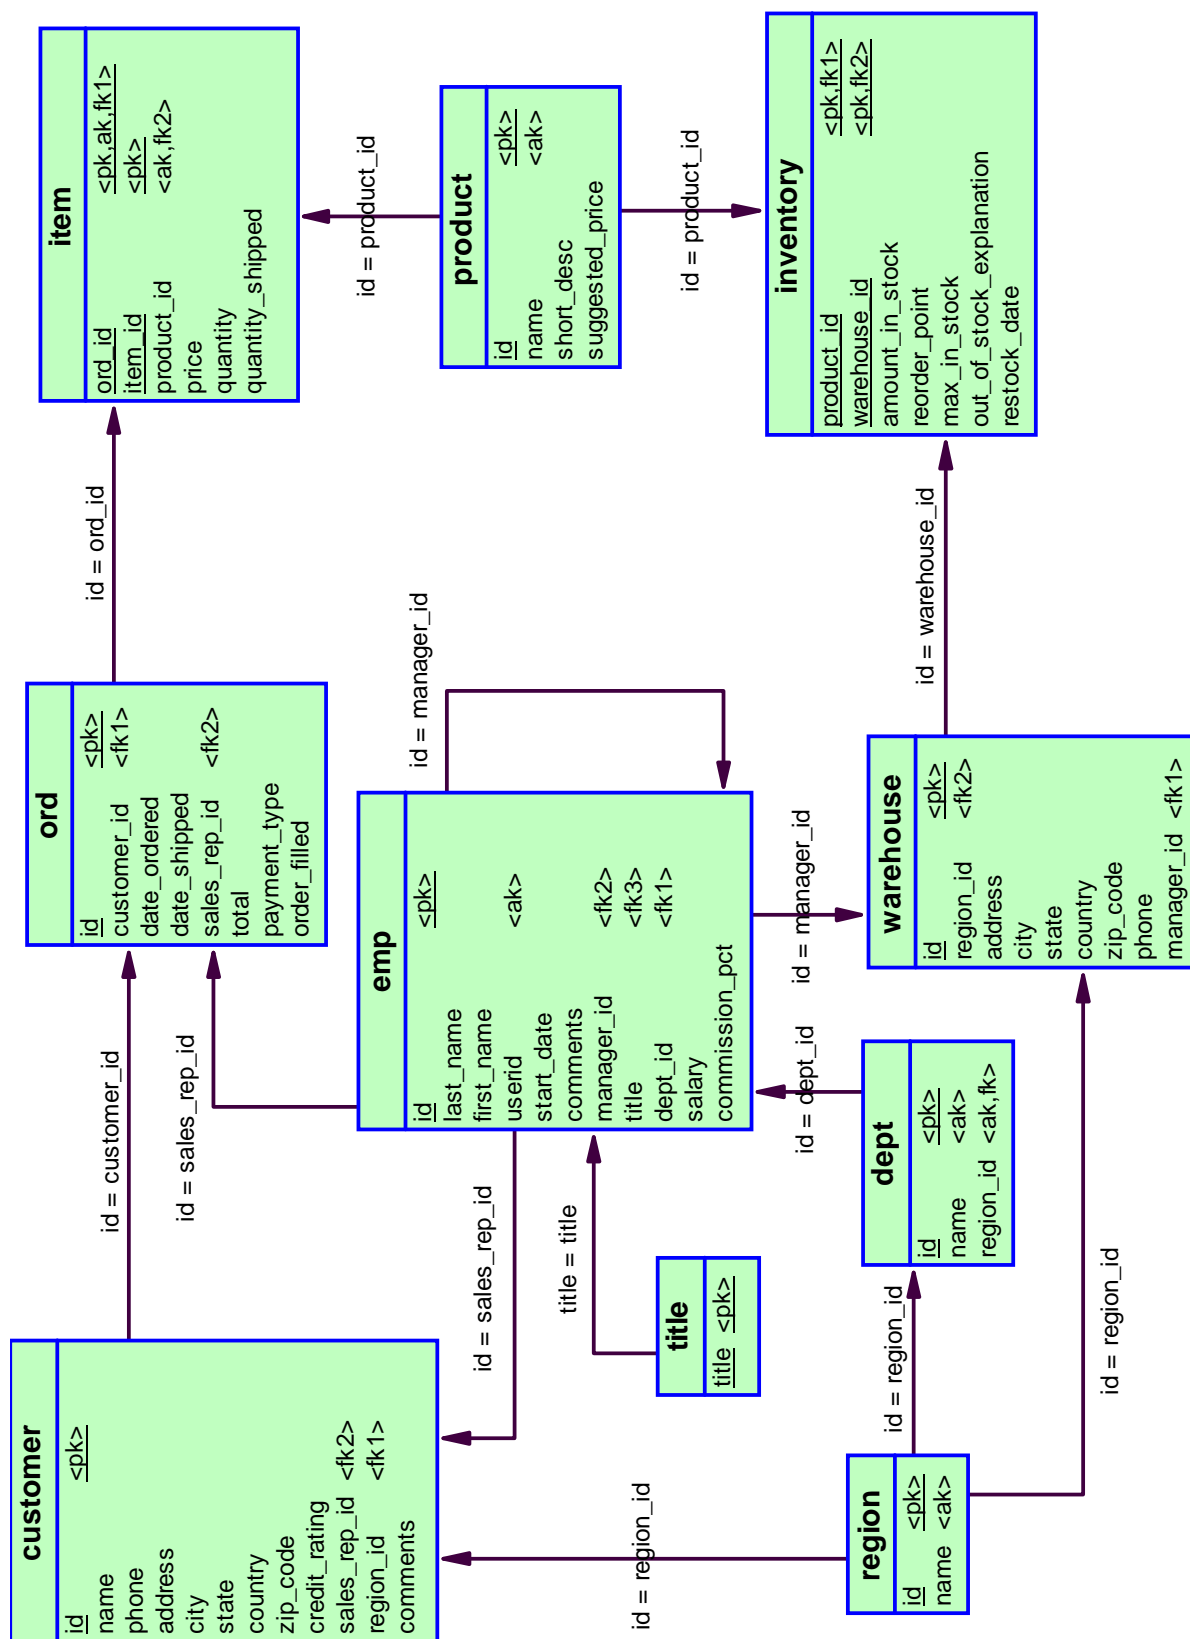 customer
id <pk>
name
phone
address
city
state
country
zip_code
credit_rating
sales_rep_id <fk2>
region_id <fk1>
comments
id = customer_id
id = sales_rep_id
ord
id <pk>
customer_id <fk1>
date_ordered
date_shipped
sales_rep_id <fk2>
total
payment_type
order_filled
id = ord_id
item
ord_id <pk,ak,fk1>
item_id <pk>
product_id <ak,fk2>
price
quantity
quantity_shipped
id = sales_rep_id
title = title
emp
id <pk>
last_name
first_name
userid <ak>
start_date
comments
manager_id <fk2>
title <fk3>
dept_id <fk1>
salary
commission_pct
id = manager_id
id = product_id
product
id <pk>
name <ak>
short_desc
suggested_price
id = product_id
title
title <pk>
id = region_id
id = dept_id
id = manager_id
region
id <pk>
name <ak>
id = region_id
dept
id <pk>
name <ak>
region_id <ak,fk>
id = region_id
warehouse
id <pk>
region_id <fk2>
address
city
state
country
zip_code
phone
manager_id <fk1>
id = warehouse_id
inventory
product_id <pk,fk1>
warehouse_id <pk,fk2>
amount_in_stock
reorder_point
max_in_stock
out_of_stock_explanation
restock_date